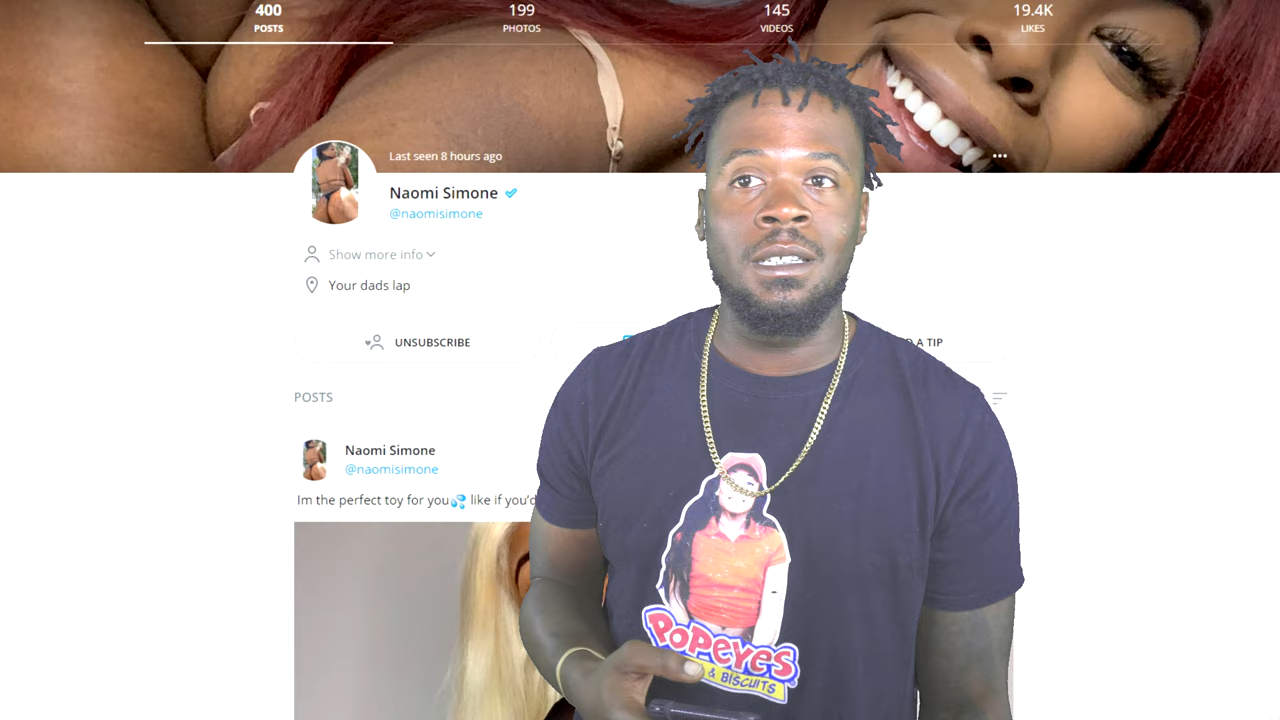 400
POSTS
199
PHOTOS
145
VIDEOS
19.4K
LIKES
Last seen 8 hours ago
Naomi Simone
@naomisimone
Show more info
Your dads lap
UNSUBSCRIBE
A TIP
POSTS
Naomi Simone
@naomisimone
Im the perfect toy for you💦 like if you'd
POPEYES
& BISCUITS